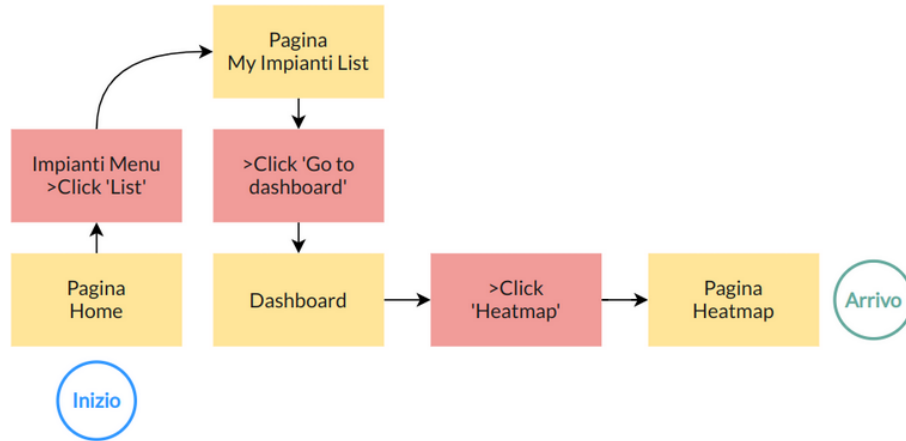 Pagina
My Impianti List
Impianti Menu
>Click 'List'
>Click 'Go to
dashboard'
Pagina
Home
Dashboard
>Click
'Heatmap'
Pagina
Heatmap
Arrivo
Inizio